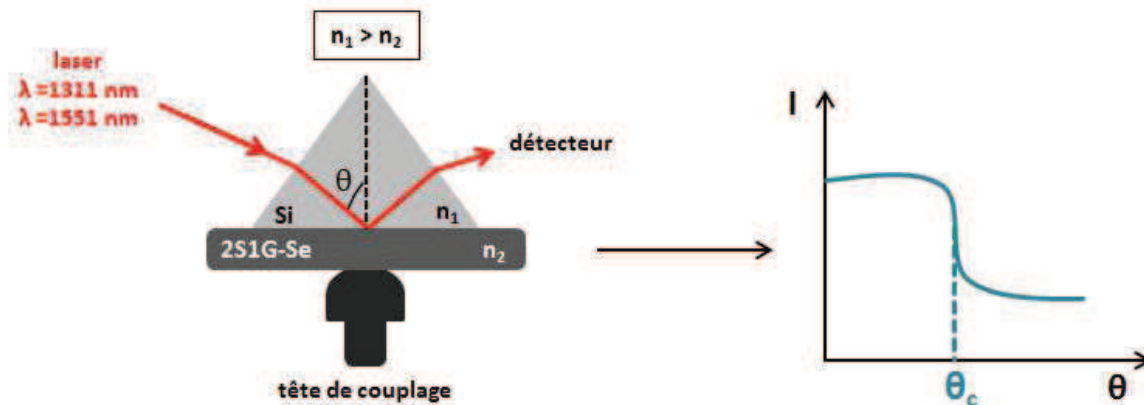 n₁ > n₂
laser
λ =1311 nm
λ =1551 nm
détecteur
θ
Si
n₁
2S1G-Se
n₂
tête de couplage
I
θc
θ